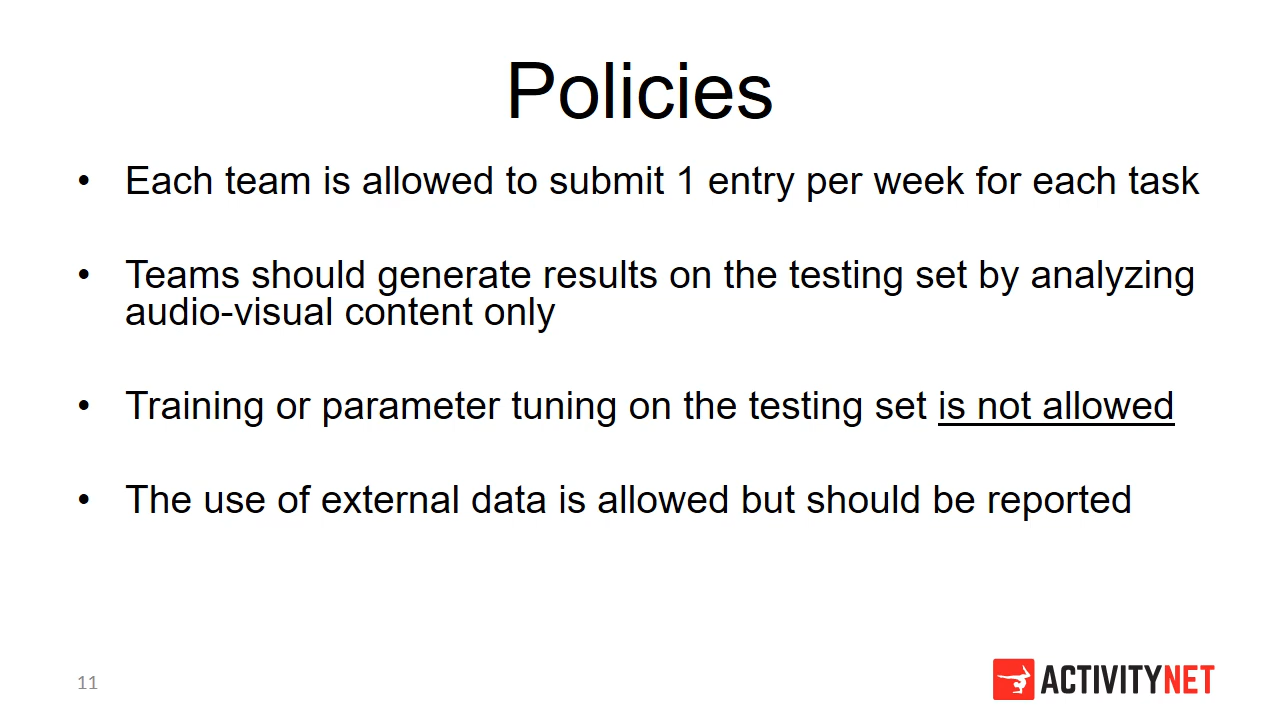 Policies
• Each team is allowed to submit 1 entry per week for each task
• Teams should generate results on the testing set by analyzing
audio-visual content only
• Training or parameter tuning on the testing set is not allowed
• The use of external data is allowed but should be reported
11
ACTIVITYNET